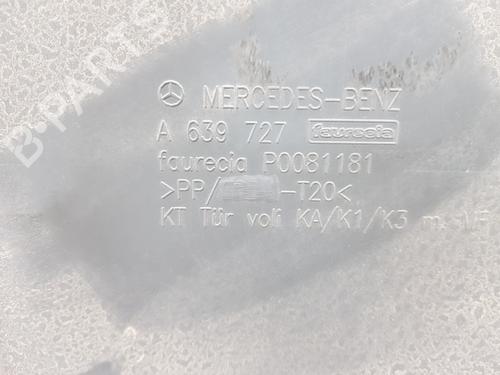 B-PARTS
MERCEDES-BENZ
A 639 727 faurecia
faurecia P0081181
>PP/ -T20<
KT Tür voll KA/K1/K3 m.